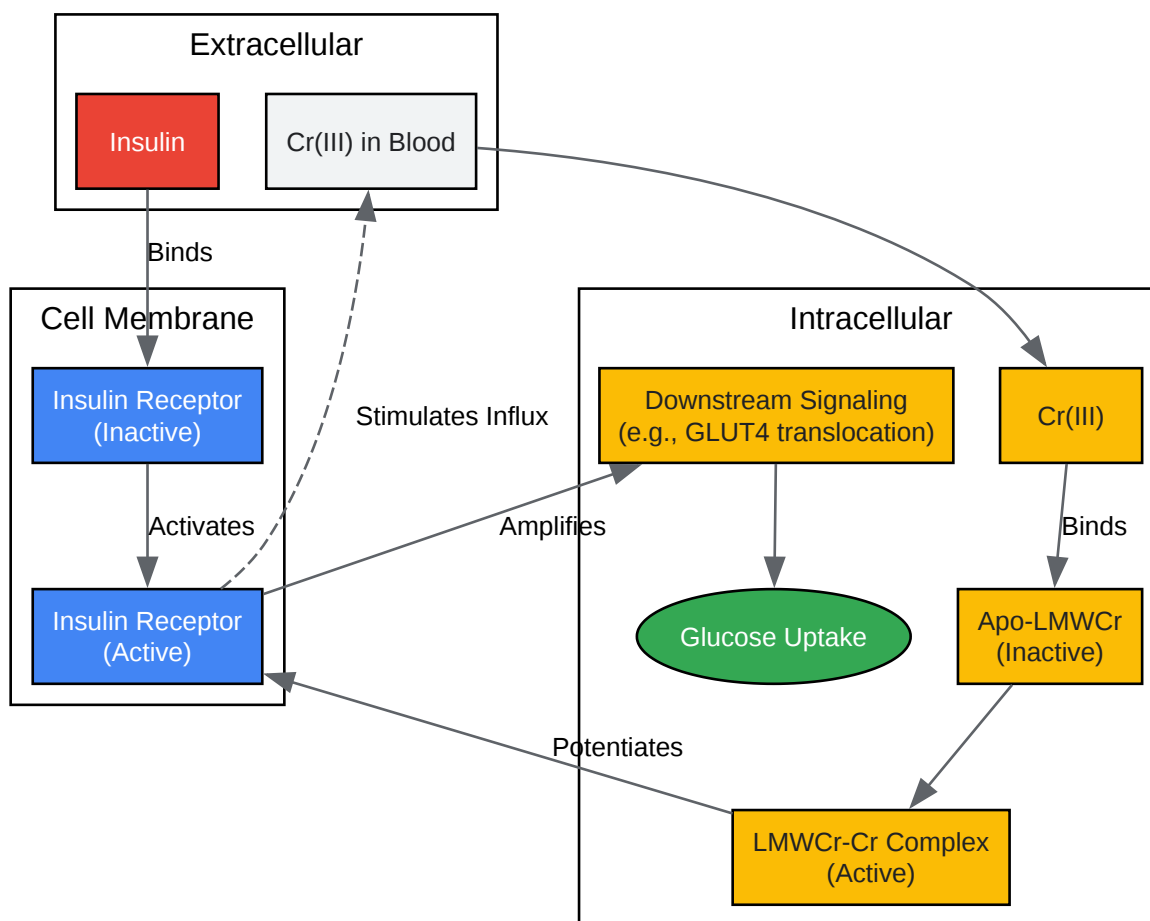 Extracellular
Insulin
Cr(III) in Blood
Binds
Cell Membrane
Intracellular
Insulin Receptor
(Inactive)
Stimulates Influx
Downstream Signaling
(e.g., GLUT4 translocation)
Cr(III)
Activates
Amplifies
Binds
Insulin Receptor
(Active)
Glucose Uptake
Apo-LMWCr
(Inactive)
Potentiates
LMWCr-Cr Complex
(Active)